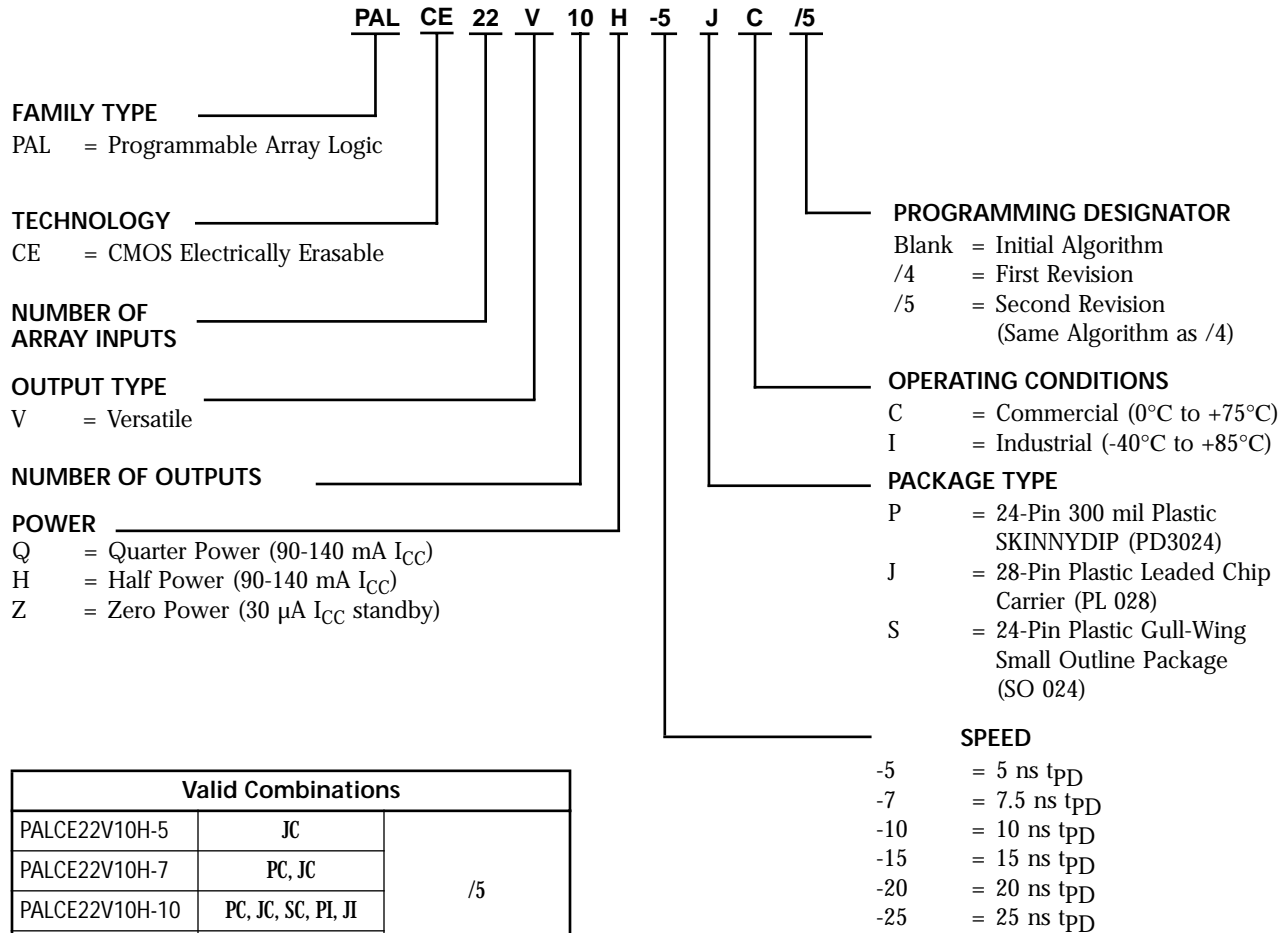 PAL CE 22 V 10 H -5 J C /5
FAMILY TYPE
PAL = Programmable Array Logic
TECHNOLOGY
CE = CMOS Electrically Erasable
NUMBER OF
ARRAY INPUTS
OUTPUT TYPE
V = Versatile
NUMBER OF OUTPUTS
POWER
Q = Quarter Power (90-140 mA ICC)
H = Half Power (90-140 mA ICC)
Z = Zero Power (30 µA ICC standby)
PROGRAMMING DESIGNATOR
Blank = Initial Algorithm
/4 = First Revision
/5 = Second Revision
(Same Algorithm as /4)
OPERATING CONDITIONS
C = Commercial (0°C to +75°C)
I = Industrial (-40°C to +85°C)
PACKAGE TYPE
P = 24-Pin 300 mil Plastic
SKINNYDIP (PD3024)
J = 28-Pin Plastic Leaded Chip
Carrier (PL 028)
S = 24-Pin Plastic Gull-Wing
Small Outline Package
(SO 024)
SPEED
-5 = 5 ns tPD
-7 = 7.5 ns tPD
-10 = 10 ns tPD
-15 = 15 ns tPD
-20 = 20 ns tPD
-25 = 25 ns tPD
Valid Combinations
PALCE22V10H-5 JC
PALCE22V10H-7 PC, JC
/5
PALCE22V10H-10 PC, JC, SC, PI, JI